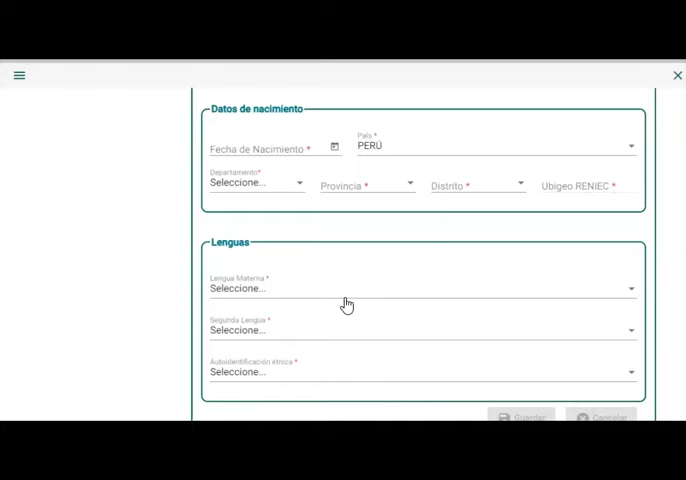 Datos de nacimiento
Fecha de Nacimiento *
País *
PERÚ
Departamento*
Seleccione...
Provincia *
Distrito *
Ubigeo RENIEC *
Lenguas
Lengua Materna *
Seleccione...
Segunda Lengua *
Seleccione...
Autoidentificación étnica *
Seleccione...
Guardar
Cancelar